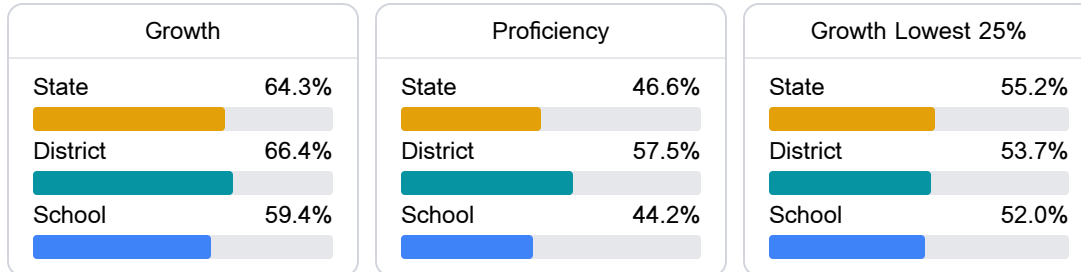 Growth
State 64.3%
District 66.4%
School 59.4%
Proficiency
State 46.6%
District 57.5%
School 44.2%
Growth Lowest 25%
State 55.2%
District 53.7%
School 52.0%